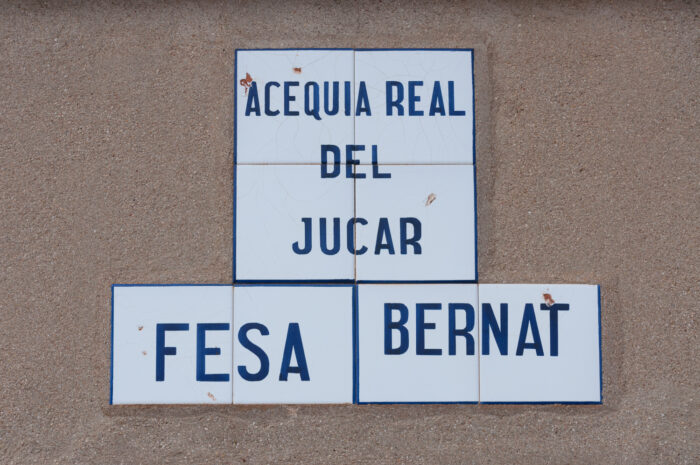 ACEQUIA REAL
DEL
JUCAR
FESA BERNAT